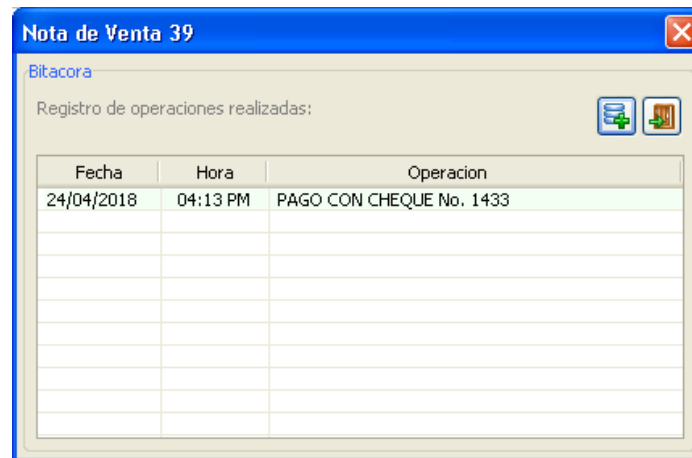 Nota de Venta 39
Bitacora
Registro de operaciones realizadas:
Fecha Hora Operacion
24/04/2018 04:13 PM PAGO CON CHEQUE No. 1433